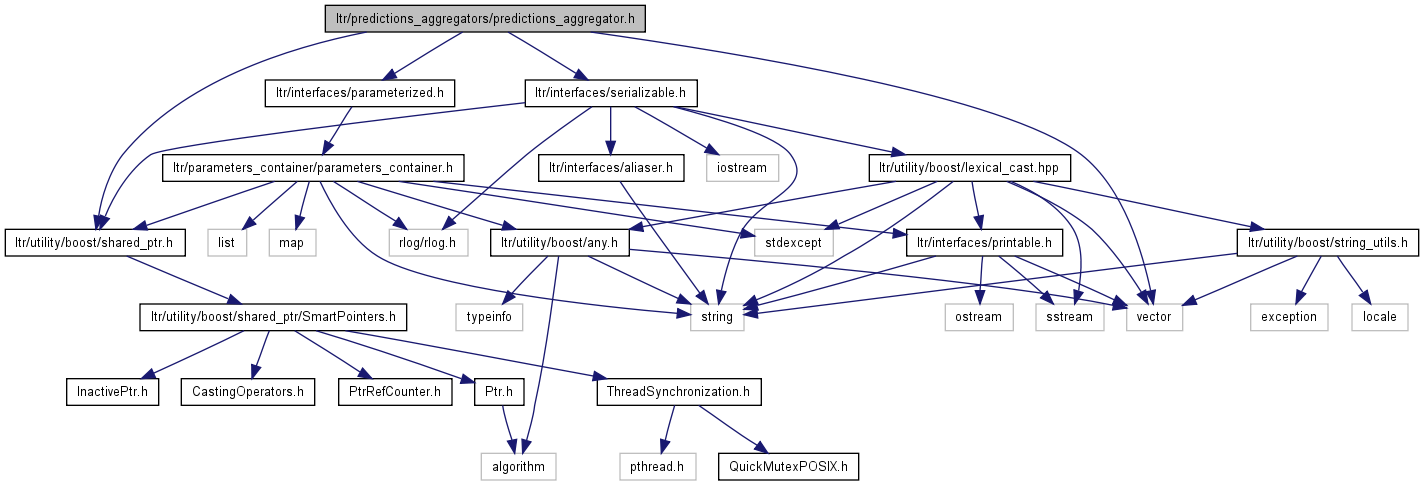 ltr/predictions_aggregators/predictions_aggregator.h
ltr/interfaces/parameterized.h
ltr/interfaces/serializable.h
ltr/parameters_container/parameters_container.h
ltr/interfaces/aliaser.h
iostream
ltr/utility/boost/lexical_cast.hpp
ltr/utility/boost/shared_ptr.h
list
map
rlog/rlog.h
ltr/utility/boost/any.h
stdexcept
ltr/interfaces/printable.h
ltr/utility/boost/string_utils.h
ltr/utility/boost/shared_ptr/SmartPointers.h
typeinfo
string
ostream
sstream
vector
exception
locale
InactivePtr.h
CastingOperators.h
PtrRefCounter.h
Ptr.h
ThreadSynchronization.h
algorithm
pthread.h
QuickMutexPOSIX.h